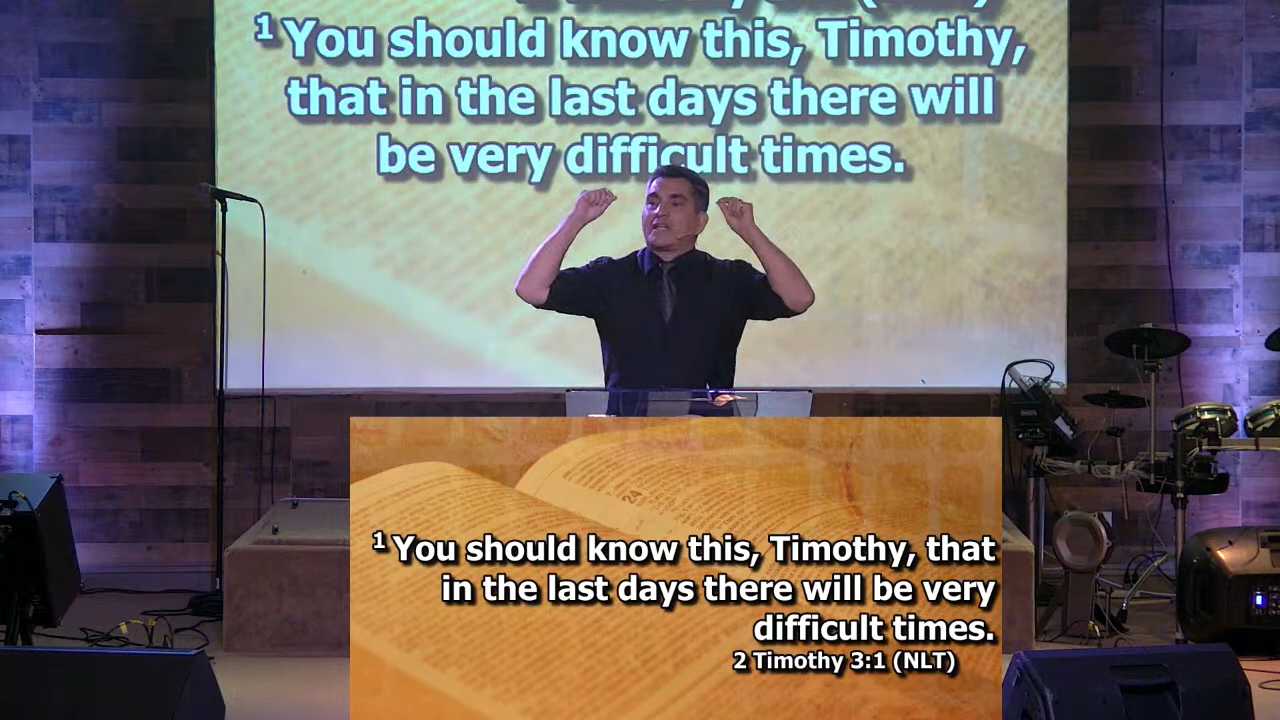 1 You should know this, Timothy,
that in the last days there will
be very difficult times.
1 You should know this, Timothy, that
in the last days there will be very
difficult times.
2 Timothy 3:1 (NLT)